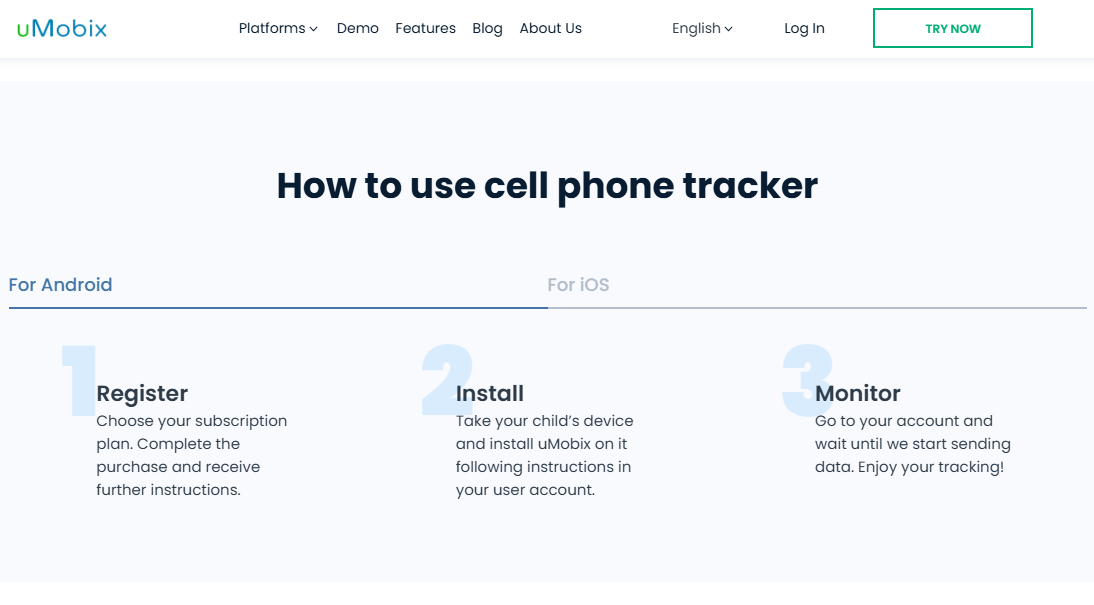 uMobix Platforms Demo Features Blog About Us English Log In TRY NOW
How to use cell phone tracker
For Android For iOS
1 2 3
Register Install Monitor
Choose your subscription
plan. Complete the
purchase and receive
further instructions.
Take your child’s device
and install uMobix on it
following instructions in
your user account.
Go to your account and
wait until we start sending
data. Enjoy your tracking!